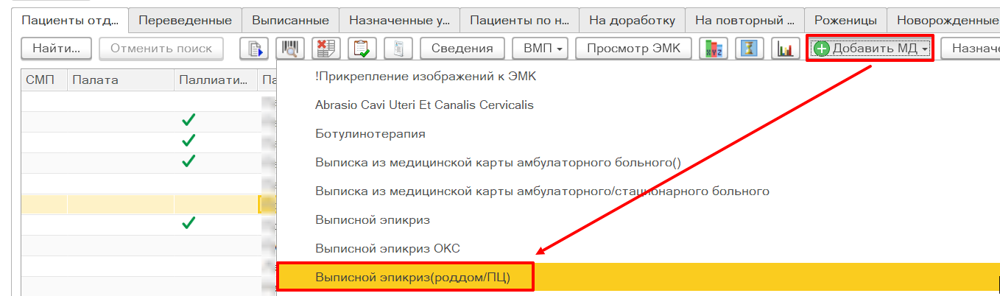 Пациенты отд... Переведенные Выписанные Назначенные у... Пациенты по н... На доработку На повторный ... Роженицы Новорожденные
Найти... Отменить поиск Сведения ВМП Просмотр ЭМК XYZ Добавить МД Назначе
СМП Палата Паллиати... Па
!Прикрепление изображений к ЭМК
Abrasio Cavi Uteri Et Canalis Cervicalis
Ботулинотерапия
Выписка из медицинской карты амбулаторного больного()
Выписка из медицинской карты амбулаторного/стационарного больного
Выписной эпикриз
Выписной эпикриз ОКС
Выписной эпикриз(роддом/ПЦ)